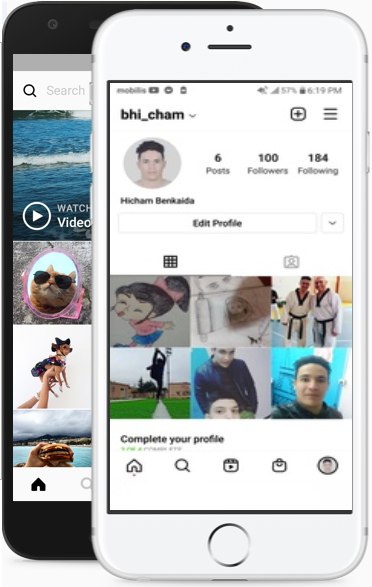 Search
WATCH
Video
mobilis
57% 6:19 PM
bhi_cham
6 100 184
Posts Followers Following
Hicham Benkaida
Edit Profile
Complete your profile
3 OF 4 COMPLETE